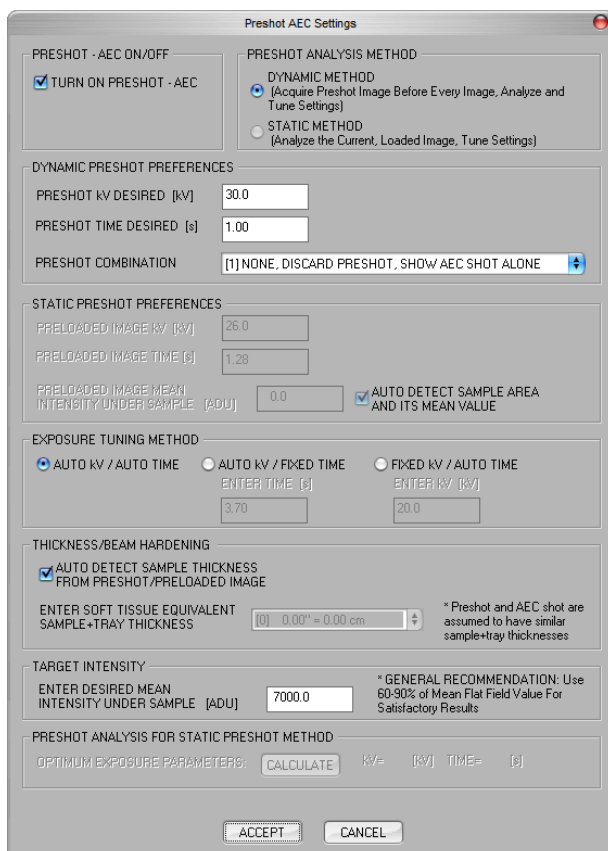 Preshot AEC Settings
PRESHOT - AEC ON/OFF
TURN ON PRESHOT - AEC
PRESHOT ANALYSIS METHOD
DYNAMIC METHOD
(Acquire Preshot Image Before Every Image, Analyze and
Tune Settings)
STATIC METHOD
(Analyze the Current, Loaded Image, Tune Settings)
DYNAMIC PRESHOT PREFERENCES
PRESHOT kV DESIRED [kV]
30.0
PRESHOT TIME DESIRED [s]
1.00
PRESHOT COMBINATION
[1] NONE, DISCARD PRESHOT, SHOW AEC SHOT ALONE
STATIC PRESHOT PREFERENCES
PRELOADED IMAGE kV [kV]
26.0
PRELOADED IMAGE TIME [s]
1.28
PRELOADED IMAGE MEAN
INTENSITY UNDER SAMPLE [ADU]
0.0
AUTO DETECT SAMPLE AREA
AND ITS MEAN VALUE
EXPOSURE TUNING METHOD
AUTO kV / AUTO TIME
AUTO kV / FIXED TIME
FIXED kV / AUTO TIME
ENTER TIME [s]
ENTER kV [kV]
3.70
20.0
THICKNESS/BEAM HARDENING
AUTO DETECT SAMPLE THICKNESS
FROM PRESHOT/PRELOADED IMAGE
ENTER SOFT TISSUE EQUIVALENT
SAMPLE+TRAY THICKNESS
[0] 0.00" = 0.00 cm
* Preshot and AEC shot are
assumed to have similar
sample+tray thicknesses
TARGET INTENSITY
ENTER DESIRED MEAN
INTENSITY UNDER SAMPLE [ADU]
7000.0
* GENERAL RECOMMENDATION: Use
60-90% of Mean Flat Field Value For
Satisfactory Results
PRESHOT ANALYSIS FOR STATIC PRESHOT METHOD
OPTIMUM EXPOSURE PARAMETERS:
CALCULATE
kV= [kV] TIME= [s]
ACCEPT
CANCEL